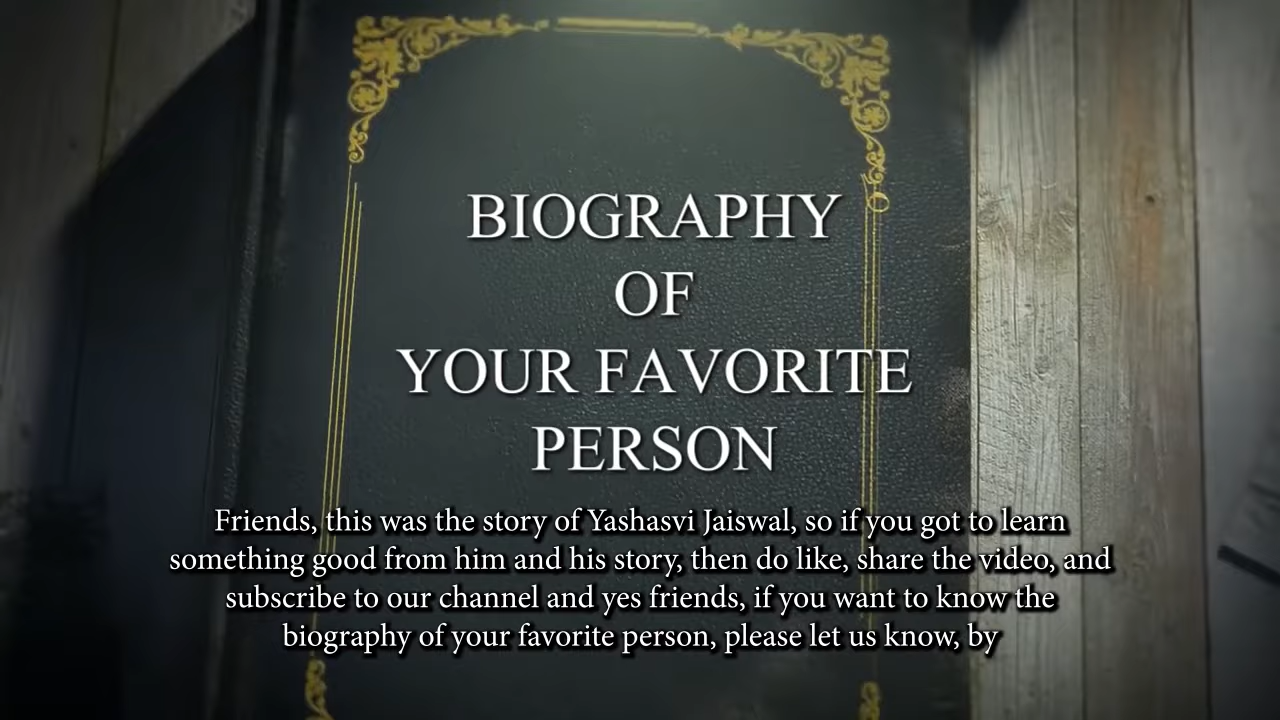 BIOGRAPHY
OF
YOUR FAVORITE
PERSON
Friends, this was the story of Yashasvi Jaiswal, so if you got to learn
something good from him and his story, then do like, share the video, and
subscribe to our channel and yes friends, if you want to know the
biography of your favorite person, please let us know, by